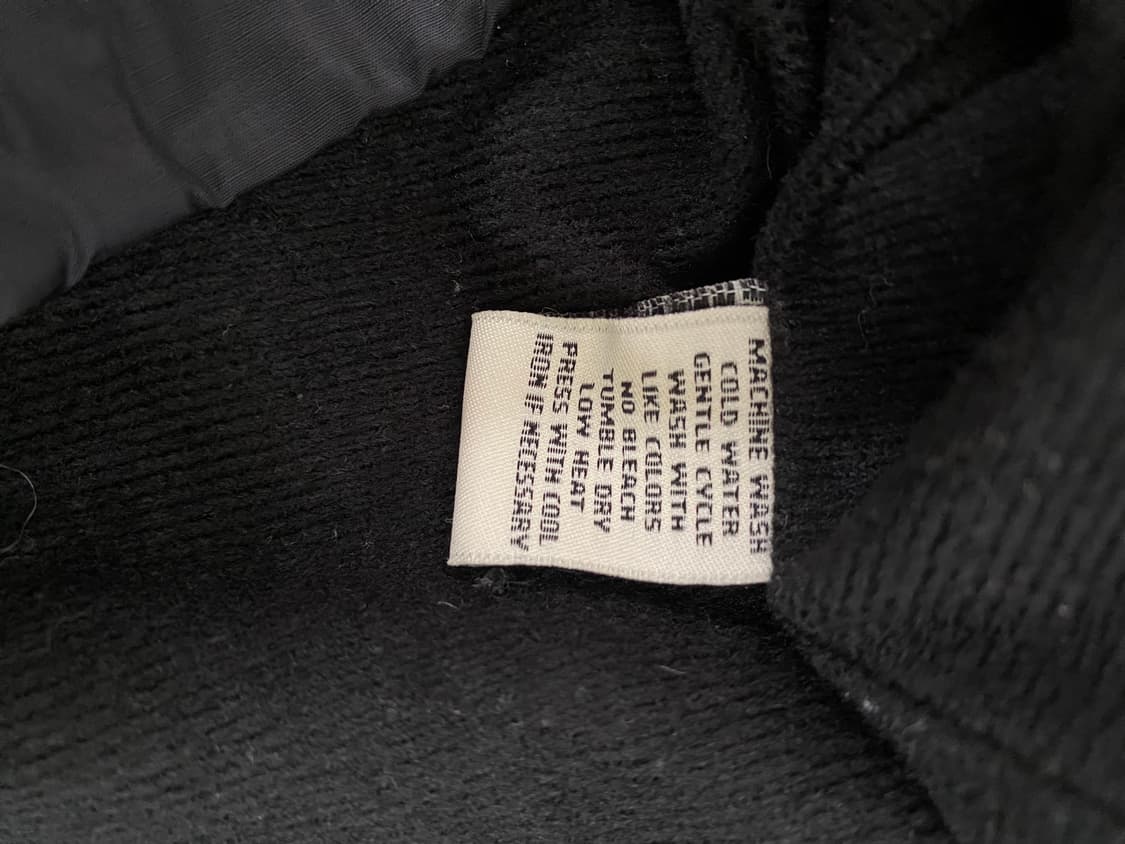 MACHINE WASH
COLD WATER
GENTLE CYCLE
WASH WITH
LIKE COLORS
NO BLEACH
TUMBLE DRY
LOW HEAT
PRESS WITH COOL
IRON IF NECESSARY